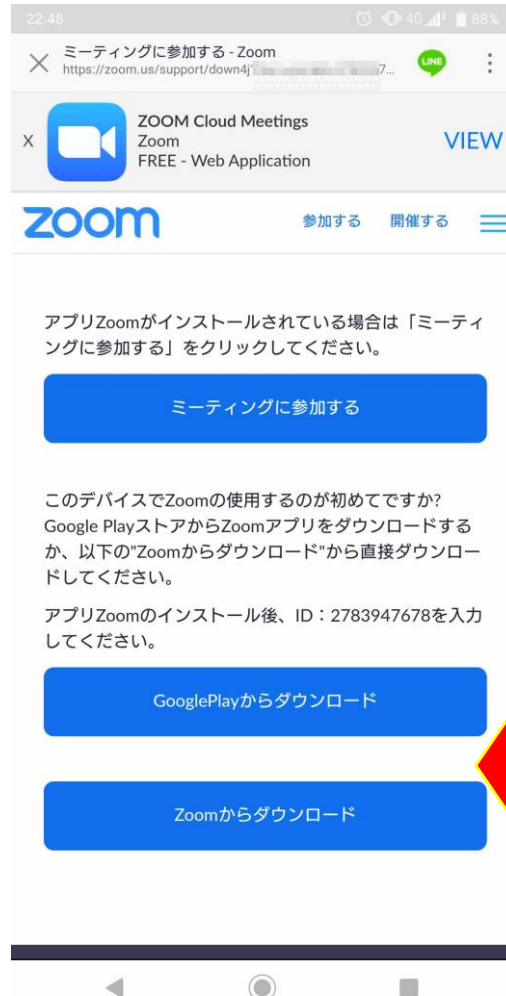 22:48 4G 88%
ミーティングに参加する - Zoom
https://zoom.us/support/down4j 7...
LINE
X
ZOOM Cloud Meetings
Zoom
FREE - Web Application
VIEW
zoom 参加する 開催する
アプリZoomがインストールされている場合は「ミーティ
ングに参加する」をクリックしてください。
ミーティングに参加する
このデバイスでZoomの使用するのが初めてですか?
Google PlayストアからZoomアプリをダウンロードする
か、以下の"Zoomからダウンロード"から直接ダウンロー
ドしてください。
アプリZoomのインストール後、ID：2783947678を入力
してください。
GooglePlayからダウンロード
Zoomからダウンロード